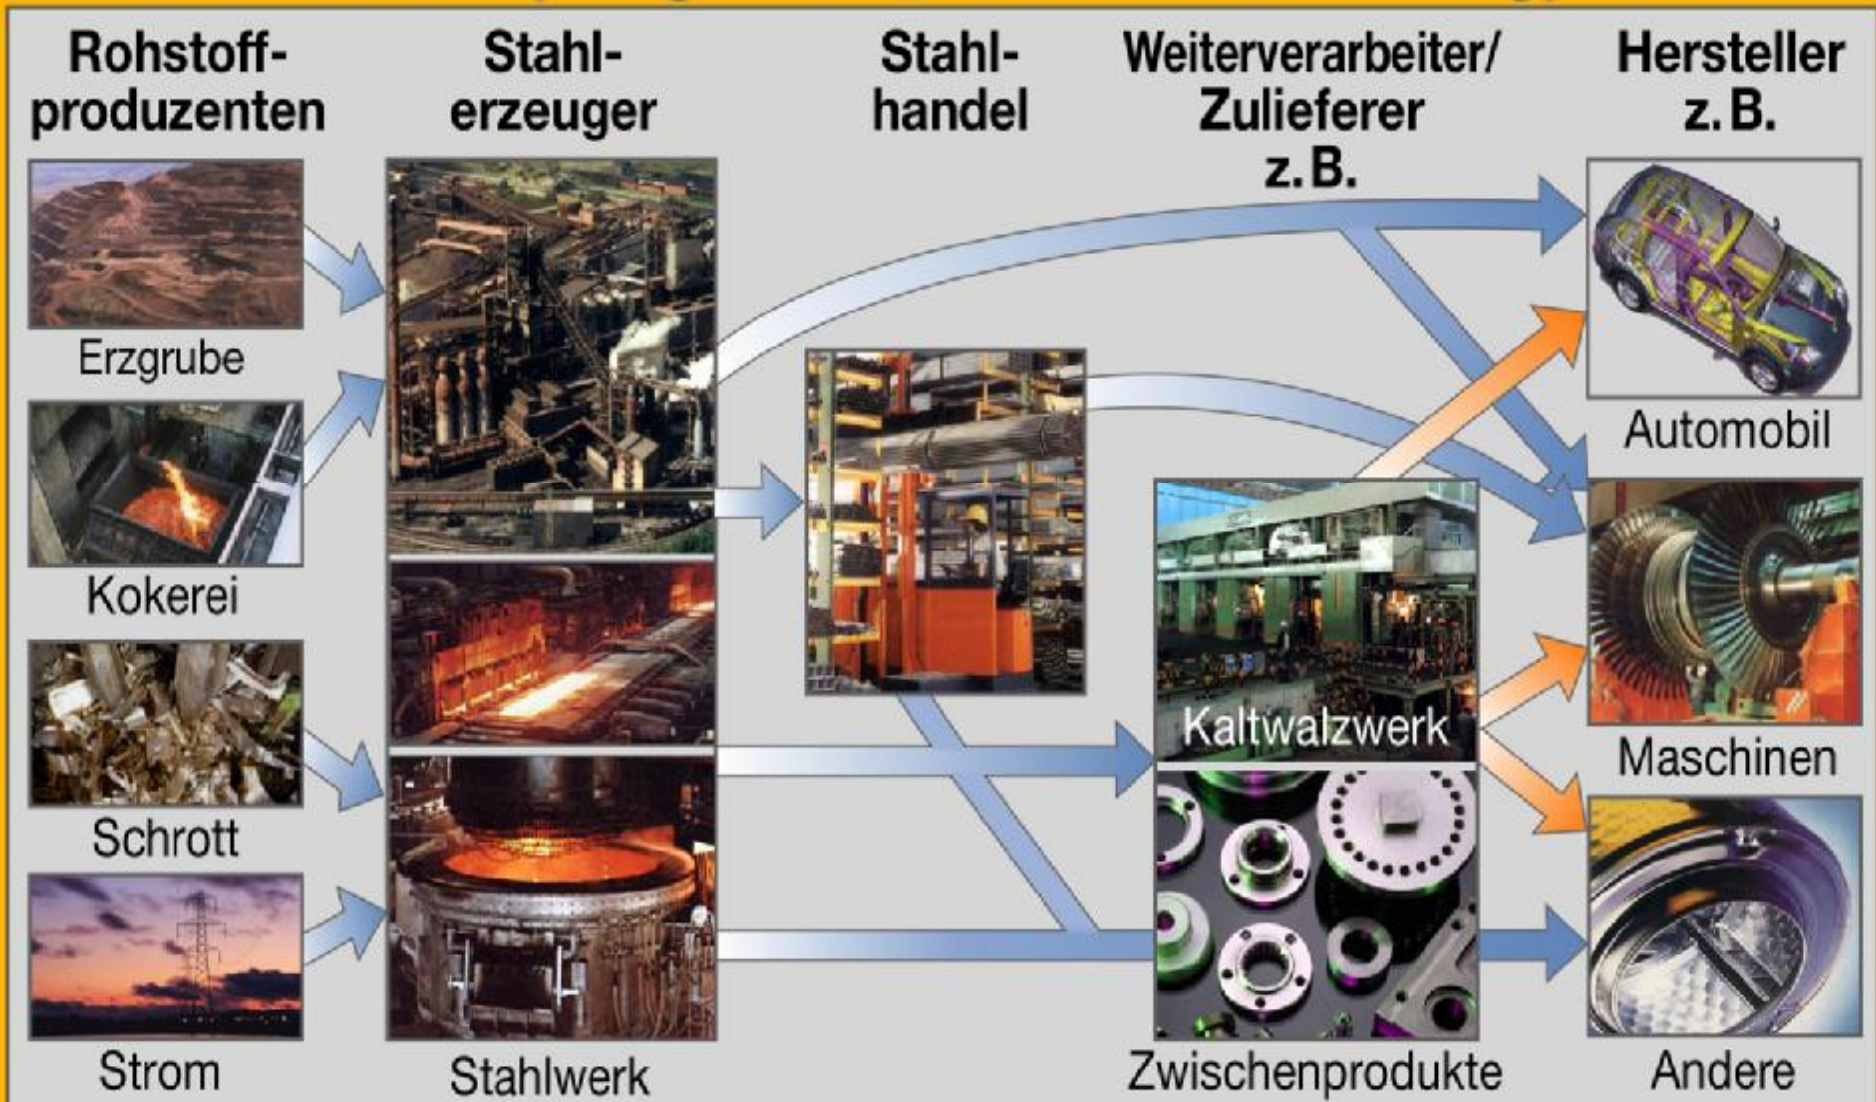 Rohstoff-
produzenten
Stahl-
erzeuger
Stahl-
handel
Weiterverarbeiter/
Zulieferer
z. B.
Hersteller
z. B.
Erzgrube
Kokerei
Schrott
Strom
Stahlwerk
Kaltwalzwerk
Zwischenprodukte
Automobil
Maschinen
Andere